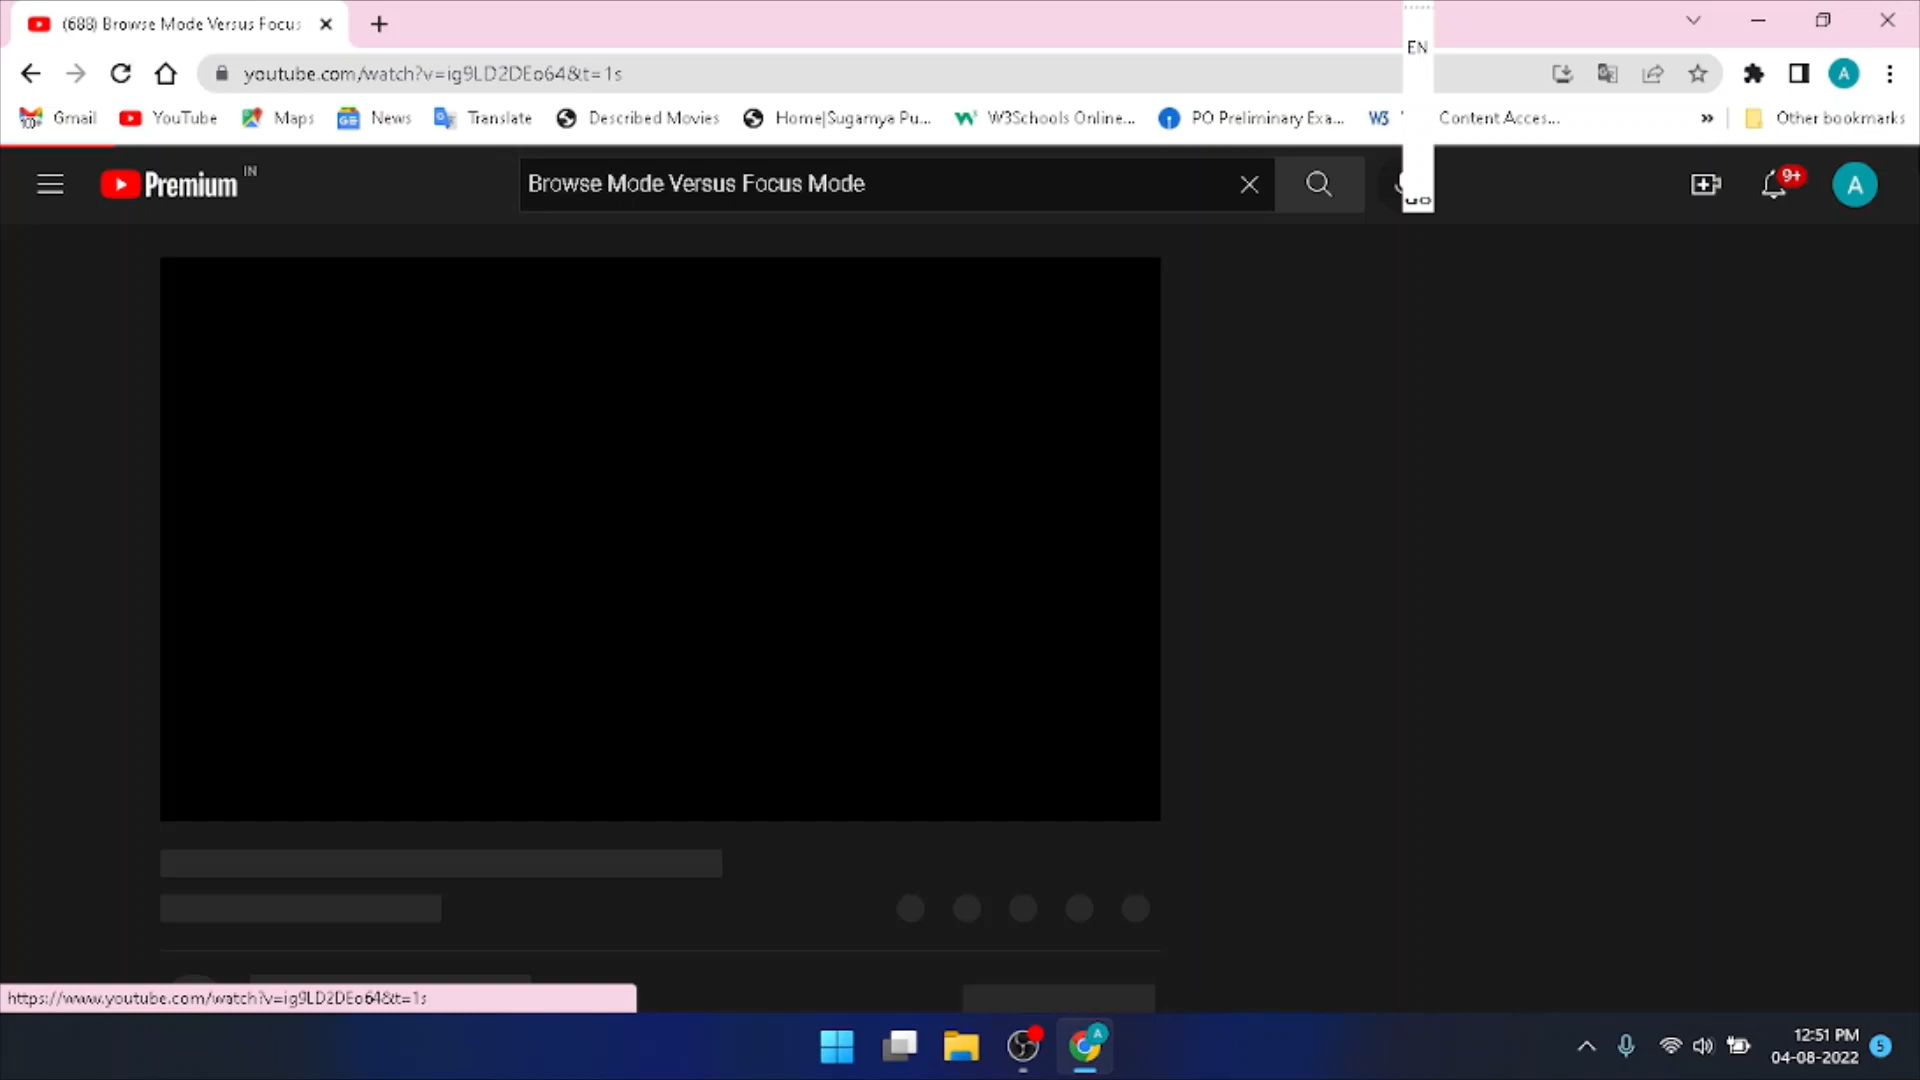 (688) Browse Mode Versus Focus
youtube.com/watch?v=ig9LD2DEo64&t=1s
EN
Gmail
YouTube
Maps
News
Translate
Described Movies
Home|Sugamya Pu...
W3Schools Online...
PO Preliminary Exa...
Content Acces...
»
Other bookmarks
Premium IN
Browse Mode Versus Focus Mode
9+
A
https://www.youtube.com/watch?v=ig9LD2DEo64&t=1s
12:51 PM
04-08-2022
5